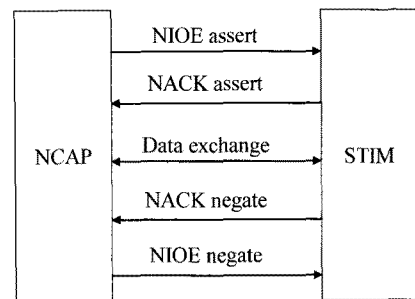 NIOE assert
NACK assert
NCAP
Data exchange
STIM
NACK negate
NIOE negate